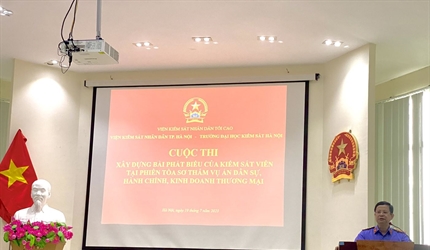 VIỆN KIỂM SÁT NHÂN DÂN TỐI CAO
VIỆN KIỂM SÁT NHÂN DÂN TP. HÀ NỘI - TRƯỜNG ĐẠI HỌC KIỂM SÁT HÀ NỘI
CUỘC THI
XÂY DỰNG BÀI PHÁT BIỂU CỦA KIỂM SÁT VIÊN
TẠI PHIÊN TÒA SƠ THẨM VỤ ÁN DÂN SỰ,
HÀNH CHÍNH, KINH DOANH THƯƠNG MẠI